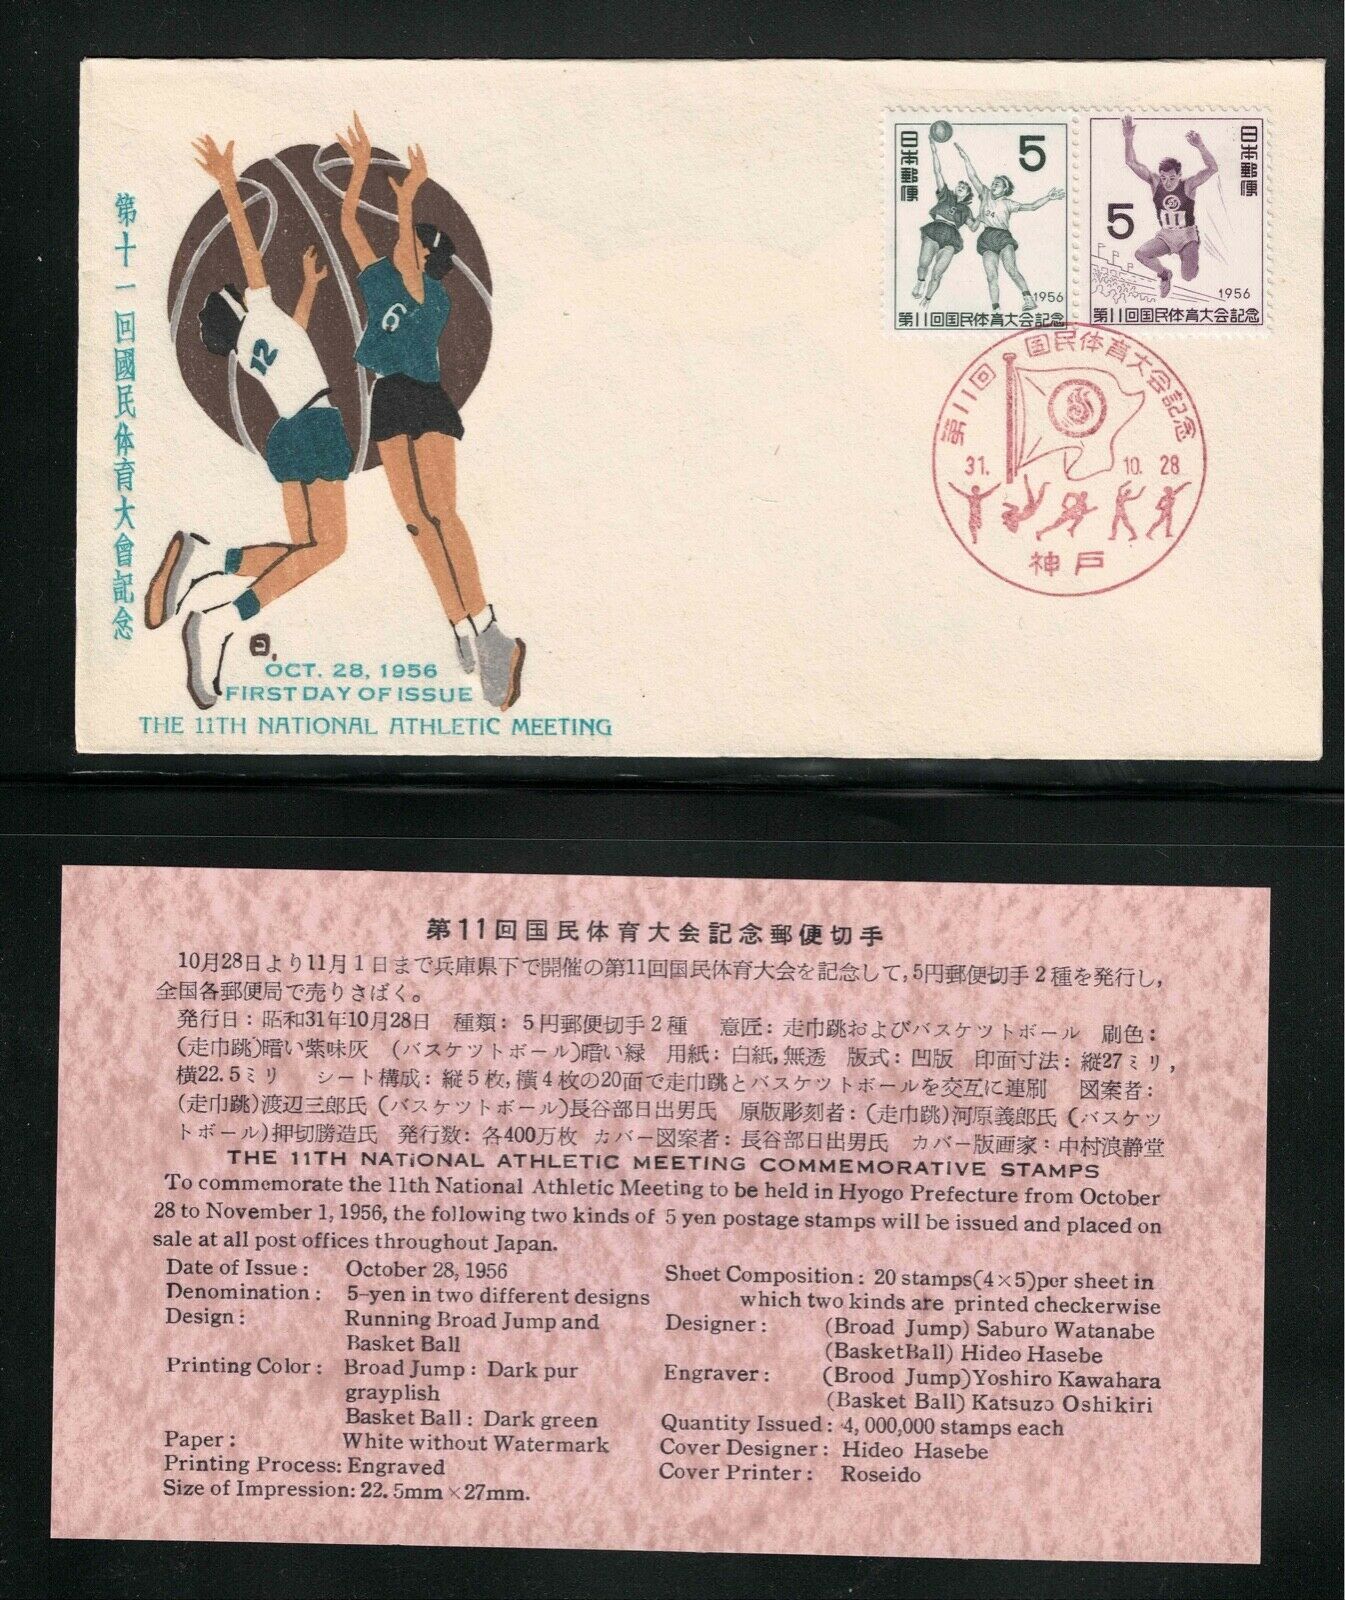 第十一回國民体育大會記念
12
6
日
OCT. 28, 1956
FIRST DAY OF ISSUE
THE 11TH NATIONAL ATHLETIC MEETING
日本郵便
5
24
1956
第11回国民体育大会記念
日本郵便
5
11
1956
第11回国民体育大会記念
第11回 国民体育大会記念
31. 10. 28
神戸
第11回国民体育大会記念郵便切手
10月28日より11月1日まで兵庫県下で開催の第11回国民体育大会を記念して,5円郵便切手2種を発行し,
全国各郵便局で売りさばく。
発行日:昭和31年10月28日 種類:5円郵便切手2種 意匠:走巾跳およびバスケツトボール 刷色:
(走巾跳)暗い紫味灰 (バスケツトボール)暗い緑 用紙:白紙,無透 版式:凹版 印面寸法:縦27ミリ,
横22.5ミリ シート構成:縦5枚,横4枚の20面で走巾跳とバスケツトボールを交互に連刷 図案者:
(走巾跳)渡辺三郎氏(バスケツトボール)長谷部日出男氏 原版彫刻者:(走巾跳)河原義郎氏(バスケツ
トボール)押切勝造氏 発行数:各400万枚 カバー図案者:長谷部日出男氏 カバー版画家:中村浪静堂
THE 11TH NATiONAL ATHLETIC MEETING COMMEMORATIVE STAMPS
To commemorate the 11th National Athletic Meeting to be held in Hyogo Prefecture from October
28 to November 1, 1956, the following two kinds of 5 yen postage stamps will be issued and placed on
sale at all post offices throughout Japan.
Date of Issue: October 28, 1956
Denomination: 5-yen in two different designs
Design: Running Broad Jump and
Basket Ball
Printing Color: Broad Jump: Dark pur
grayplish
Basket Ball: Dark green
Paper: White without Watermark
Printing Process: Engraved
Size of Impression: 22.5mm×27mm.
Sheet Composition: 20 stamps(4×5)per sheet in
which two kinds are printed checkerwise
Designer: (Broad Jump) Saburo Watanabe
(BasketBall) Hideo Hasebe
Engraver: (Brood Jump)Yoshiro Kawahara
(Basket Ball) Katsuzo Oshikiri
Quantity Issued: 4,000,000 stamps each
Cover Designer: Hideo Hasebe
Cover Printer: Roseido